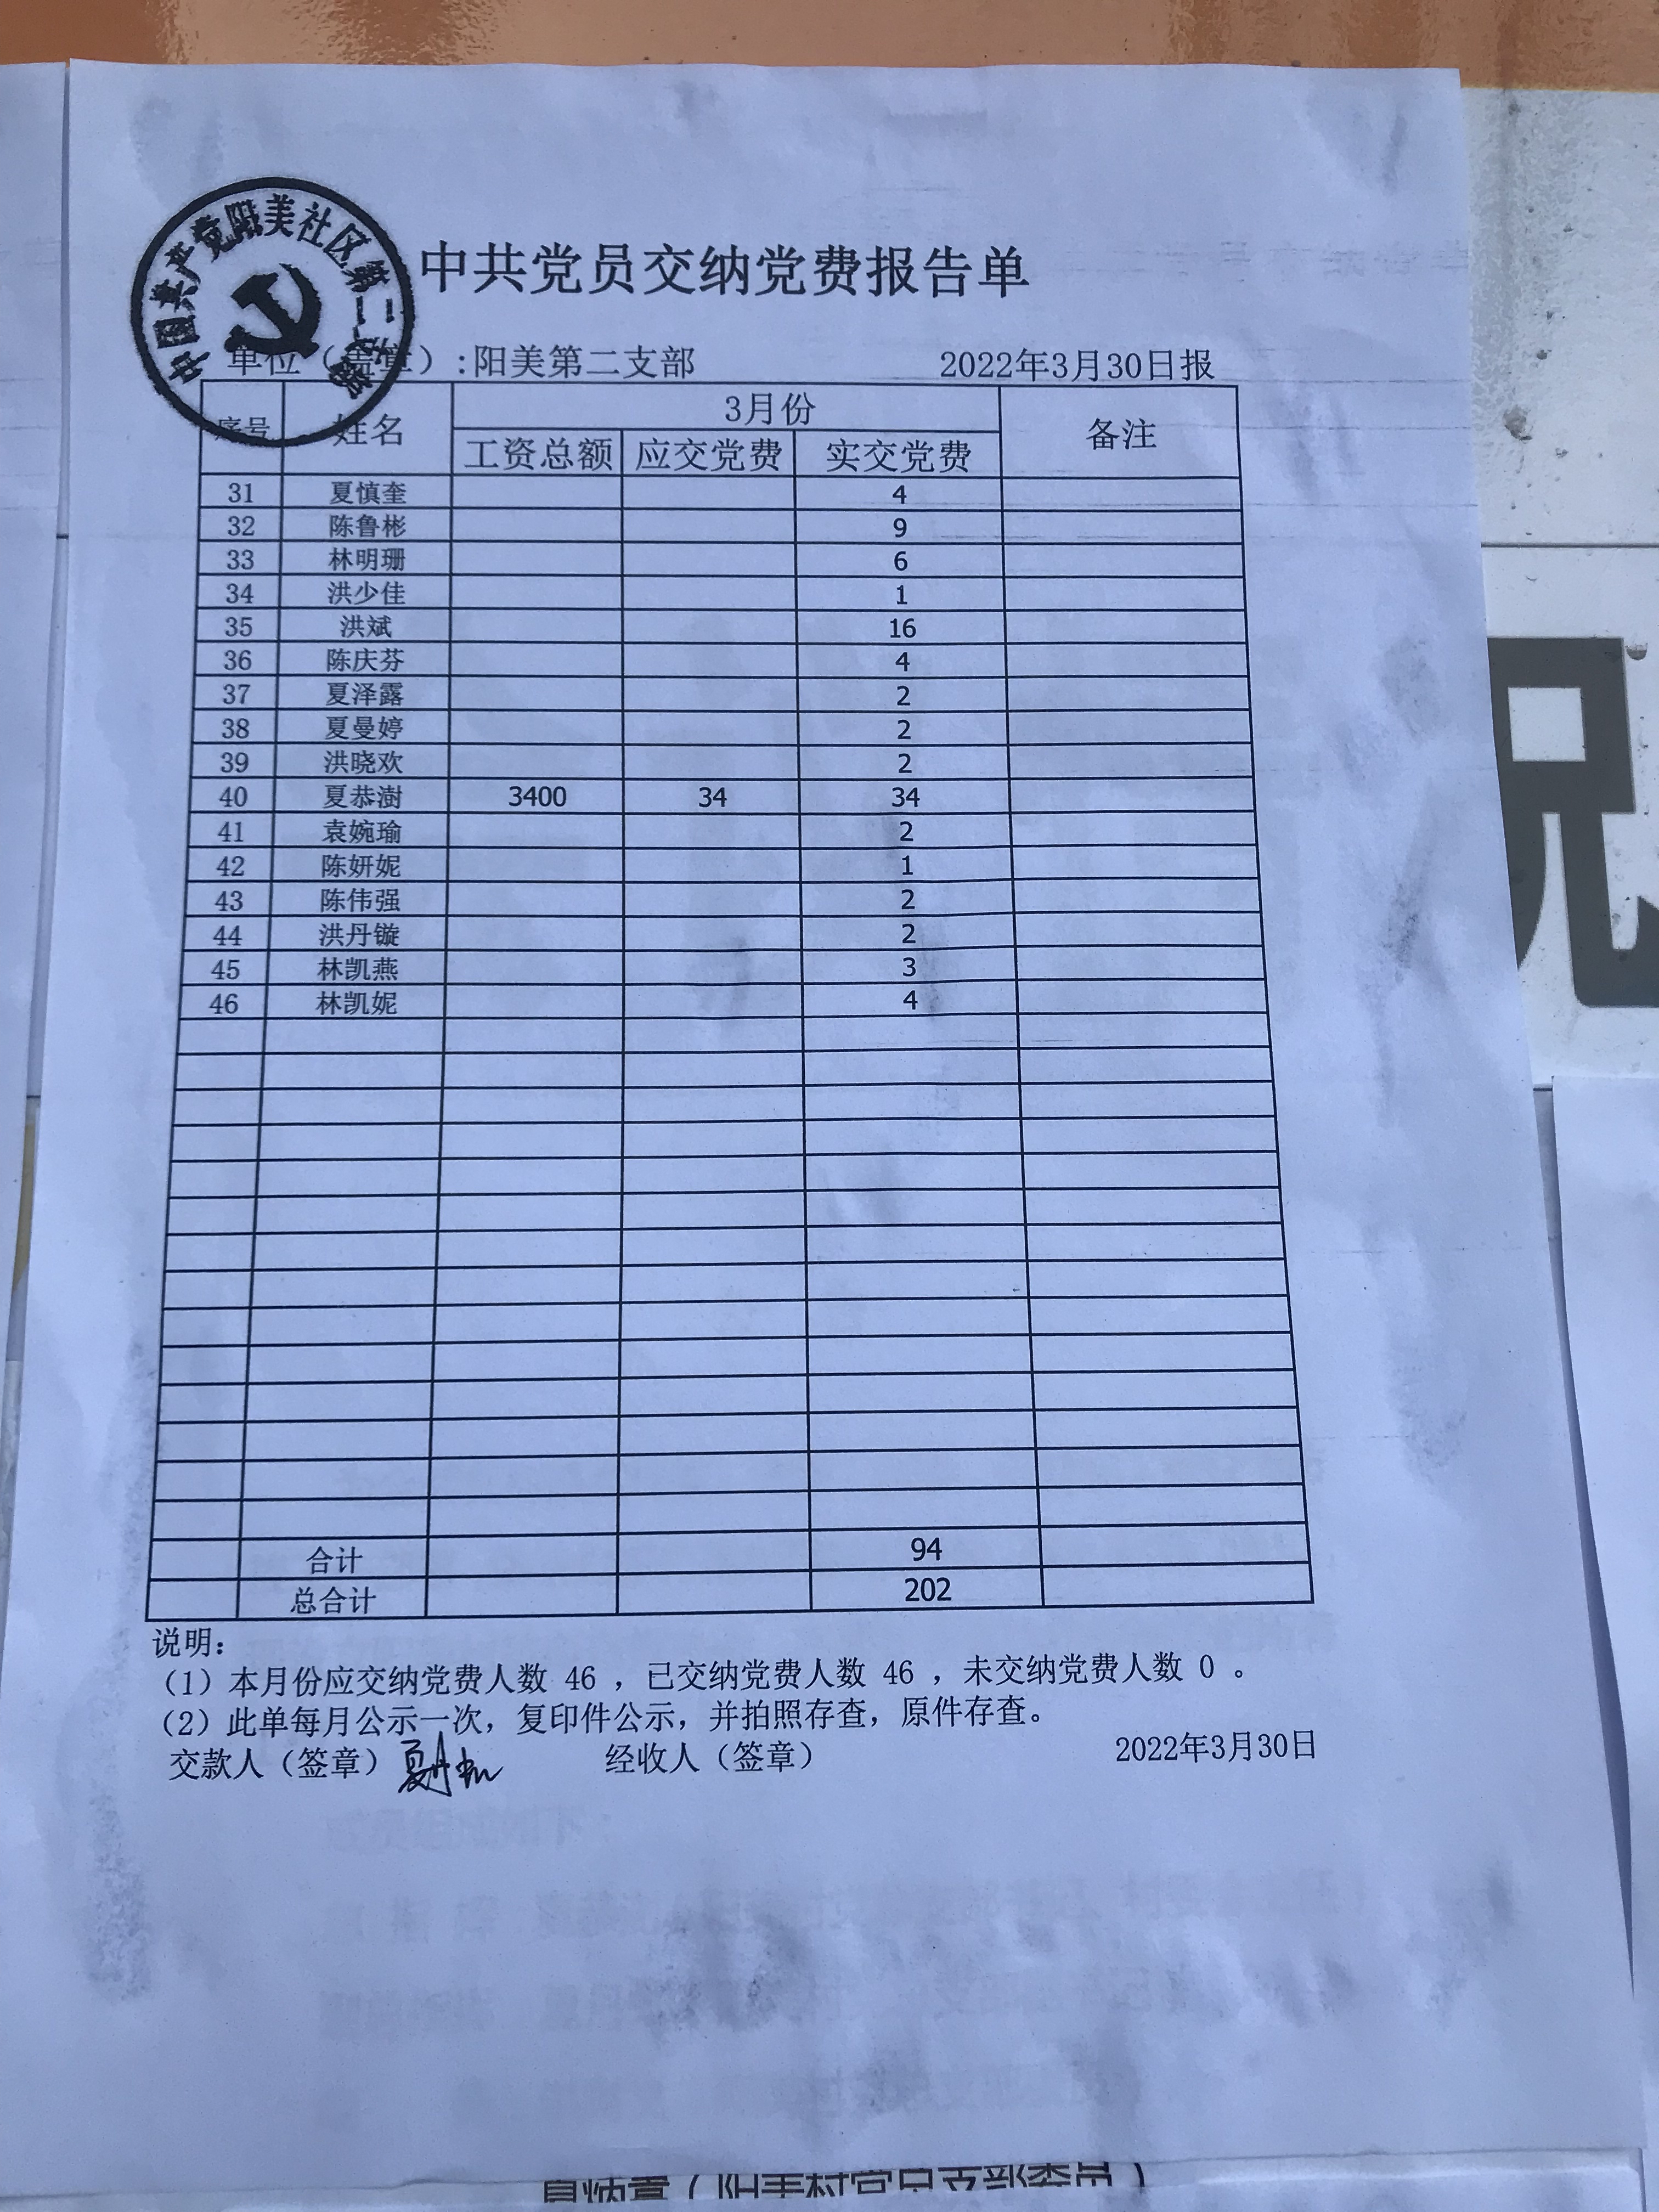 中国共产党阳美社区第二支部
中共党员交纳党费报告单
单位（盖章）:阳美第二支部 2022年3月30日报
序号 姓名 3月份 备注
工资总额 应交党费 实交党费
31 夏慎奎 4
32 陈鲁彬 9
33 林明珊 6
34 洪少佳 1
35 洪斌 16
36 陈庆芬 4
37 夏泽露 2
38 夏曼婷 2
39 洪晓欢 2
40 夏恭澍 3400 34 34
41 袁婉瑜 2
42 陈妍妮 1
43 陈伟强 2
44 洪丹镟 2
45 林凯燕 3
46 林凯妮 4
合计 94
总合计 202
说明：
（1）本月份应交纳党费人数 46 ，已交纳党费人数 46 ，未交纳党费人数 0 。
（2）此单每月公示一次，复印件公示，并拍照存查，原件存查。
交款人（签章） 经收人（签章） 2022年3月30日
况